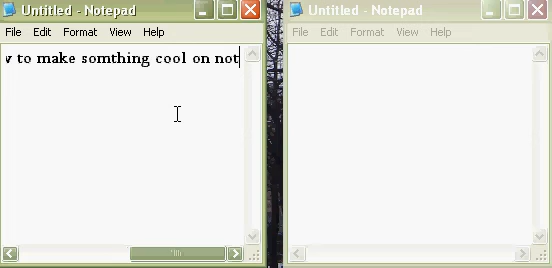 Untitled - Notepad
File Edit Format View Help
to make somthing cool on not
Untitled - Notepad
File Edit Format View Help